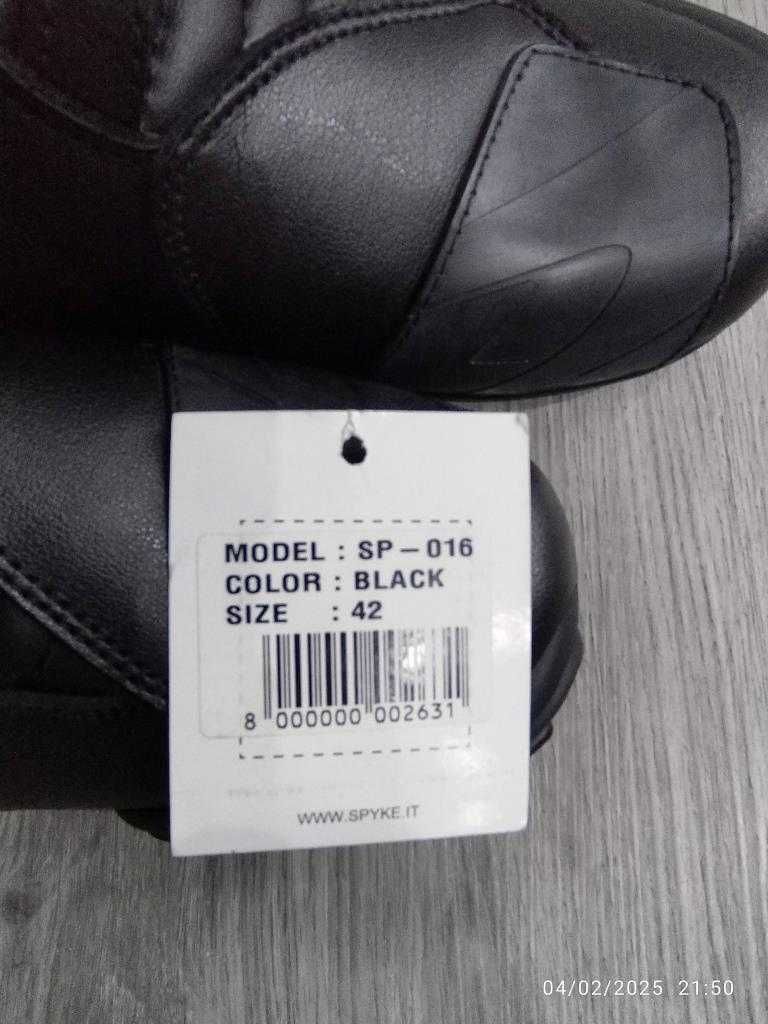 MODEL : SP – 016
COLOR : BLACK
SIZE : 42
8 000000 002631
WWW.SPYKE.IT
04/02/2025 21:50